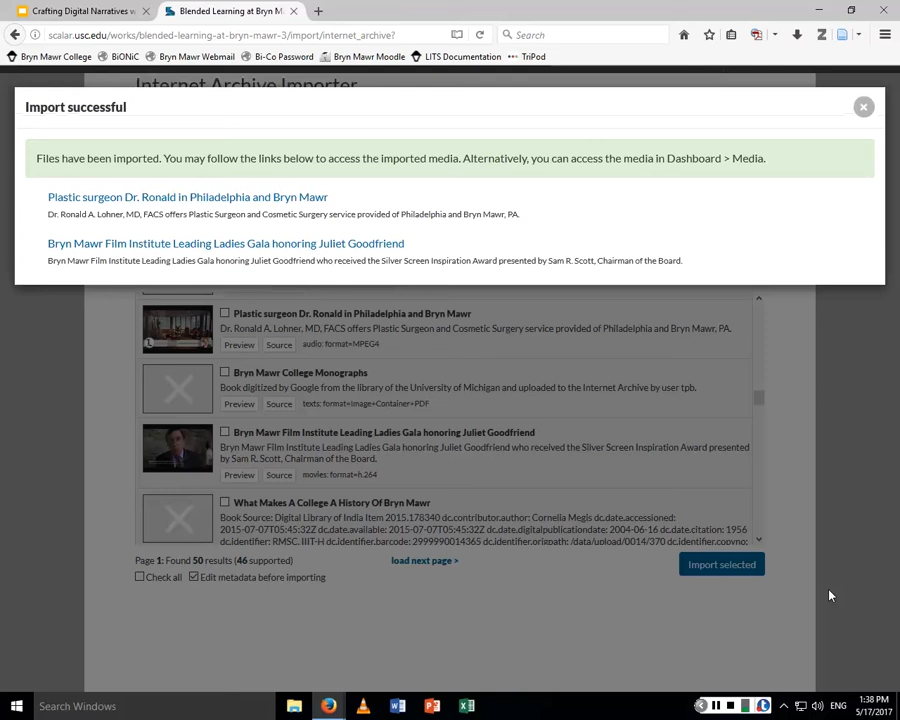 Crafting Digital Narratives w
Blended Learning at Bryn M
scalar.usc.edu/works/blended-learning-at-bryn-mawr-3/import/internet_archive?
Search
Bryn Mawr College
BiONiC
Bryn Mawr Webmail
Bi-Co Password
Bryn Mawr Moodle
LITS Documentation
TriPod
Internet Archive Importer
Import successful
Files have been imported. You may follow the links below to access the imported media. Alternatively, you can access the media in Dashboard > Media.
Plastic surgeon Dr. Ronald in Philadelphia and Bryn Mawr
Dr. Ronald A. Lohner, MD, FACS offers Plastic Surgeon and Cosmetic Surgery service provided of Philadelphia and Bryn Mawr, PA.
Bryn Mawr Film Institute Leading Ladies Gala honoring Juliet Goodfriend
Bryn Mawr Film Institute Leading Ladies Gala honoring Juliet Goodfriend who received the Silver Screen Inspiration Award presented by Sam R. Scott, Chairman of the Board.
Plastic surgeon Dr. Ronald in Philadelphia and Bryn Mawr
Dr. Ronald A. Lohner, MD, FACS offers Plastic Surgeon and Cosmetic Surgery service provided of Philadelphia and Bryn Mawr, PA.
Preview Source audio: format=MPEG4
Bryn Mawr College Monographs
Book digitized by Google from the library of the University of Michigan and uploaded to the Internet Archive by user tpb.
Preview Source texts: format=Image+Container+PDF
Bryn Mawr Film Institute Leading Ladies Gala honoring Juliet Goodfriend
Bryn Mawr Film Institute Leading Ladies Gala honoring Juliet Goodfriend who received the Silver Screen Inspiration Award presented
by Sam R. Scott, Chairman of the Board.
Preview Source movies: format=h.264
What Makes A College A History Of Bryn Mawr
Book Source: Digital Library of India Item 2015.178340 dc.contributor.author: Cornelia Megis dc.date.accessioned:
2015-07-07T05:45:32Z dc.date.available: 2015-07-07T05:45:32Z dc.date.digitalpublicationdate: 2004-06-16 dc.date.citation: 1956
dc.identifier: RMSC, IIIT-H dc.identifier.barcode: 2999990014365 dc.identifier.origpath: /data/upload/0014/370 dc.identifier.copyno:
Page 1: Found 50 results (46 supported)
load next page >
Import selected
Check all Edit metadata before importing
Search Windows
ENG
1:38 PM
5/17/2017